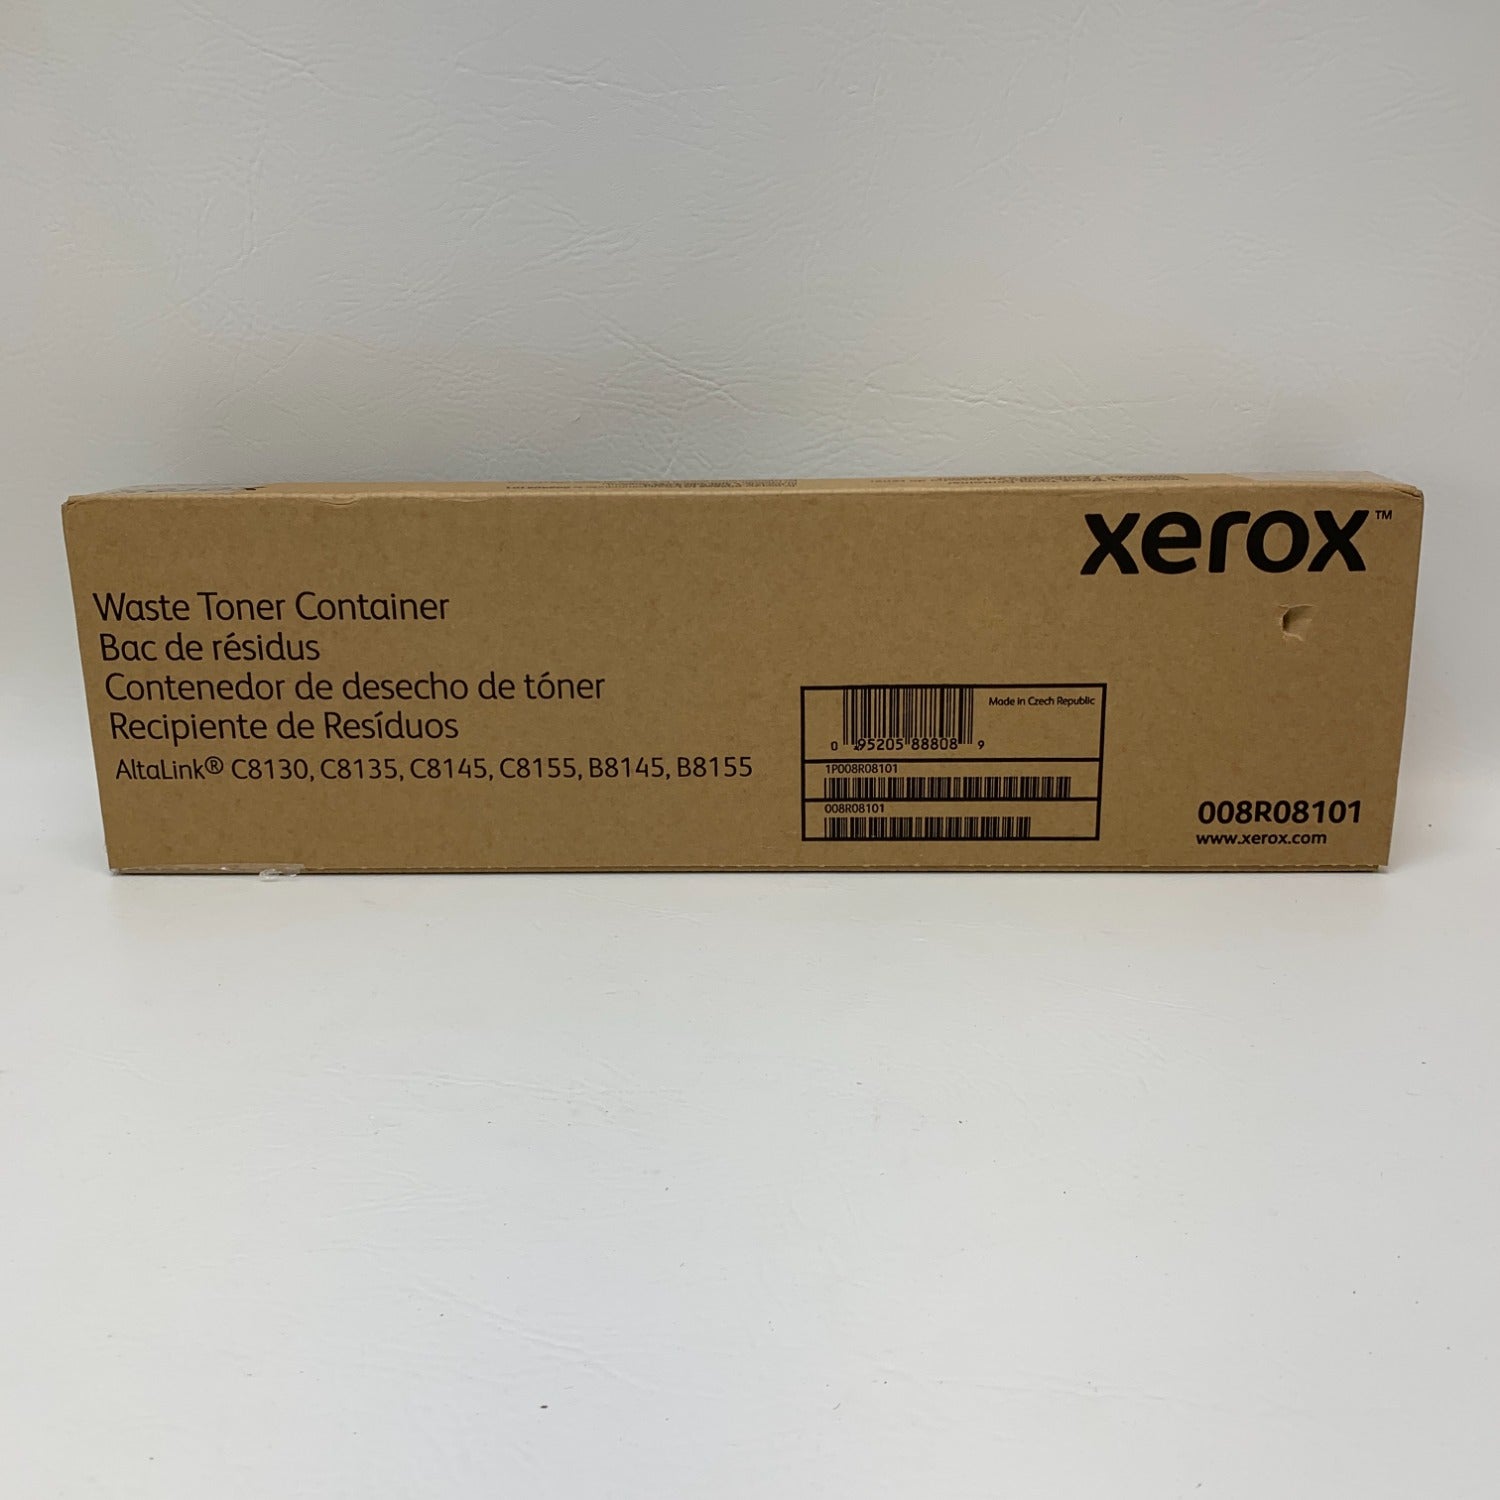 xerox™
Waste Toner Container
Bac de résidus
Contenedor de desecho de tóner
Recipiente de Resíduos
AltaLink® C8130, C8135, C8145, C8155, B8145, B8155
Made in Czech Republic
0 95205 88808 9
1P008R08101
008R08101
008R08101
www.xerox.com